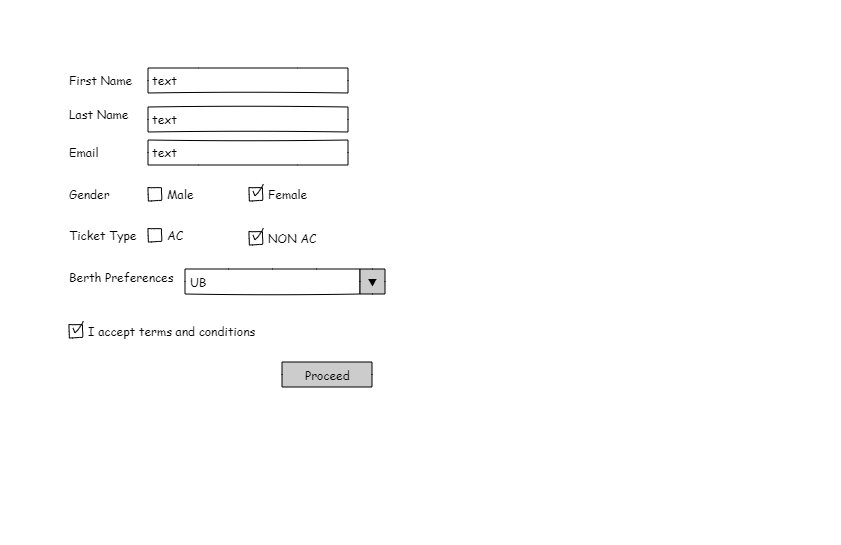 First Name text
Last Name text
Email text
Gender Male Female
Ticket Type AC NON AC
Berth Preferences UB
I accept terms and conditions
Proceed